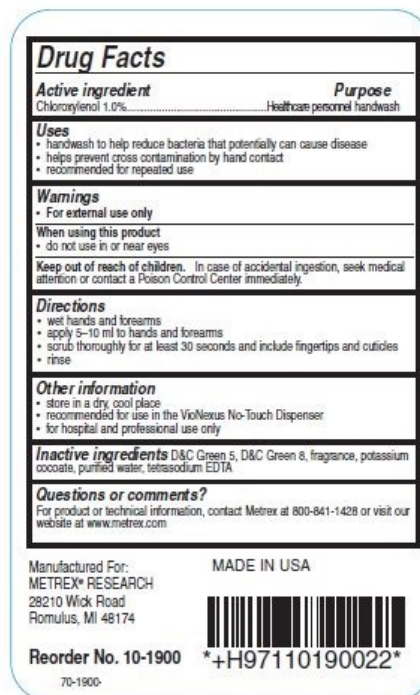 Drug Facts
Active ingredient Purpose
Chloroxylenol 1.0%..................................................Healthcare personnel handwash
Uses
• handwash to help reduce bacteria that potentially can cause disease
• helps prevent cross contamination by hand contact
• recommended for repeated use
Warnings
• For external use only
When using this product
• do not use in or near eyes
Keep out of reach of children. In case of accidental ingestion, seek medical
attention or contact a Poison Control Center immediately.
Directions
• wet hands and forearms
• apply 5–10 ml to hands and forearms
• scrub thoroughly for at least 30 seconds and include fingertips and cuticles
• rinse
Other information
• store in a dry, cool place
• recommended for use in the VioNexus No-Touch Dispenser
• for hospital and professional use only
Inactive ingredients D&C Green 5, D&C Green 8, fragrance, potassium
cocoate, purified water, tetrasodium EDTA
Questions or comments?
For product or technical information, contact Metrex at 800-841-1428 or visit our
website at www.metrex.com
Manufactured For:
METREX® RESEARCH
28210 Wick Road
Romulus, MI 48174
Reorder No. 10-1900
70-1900-
MADE IN USA
*+H97110190022*